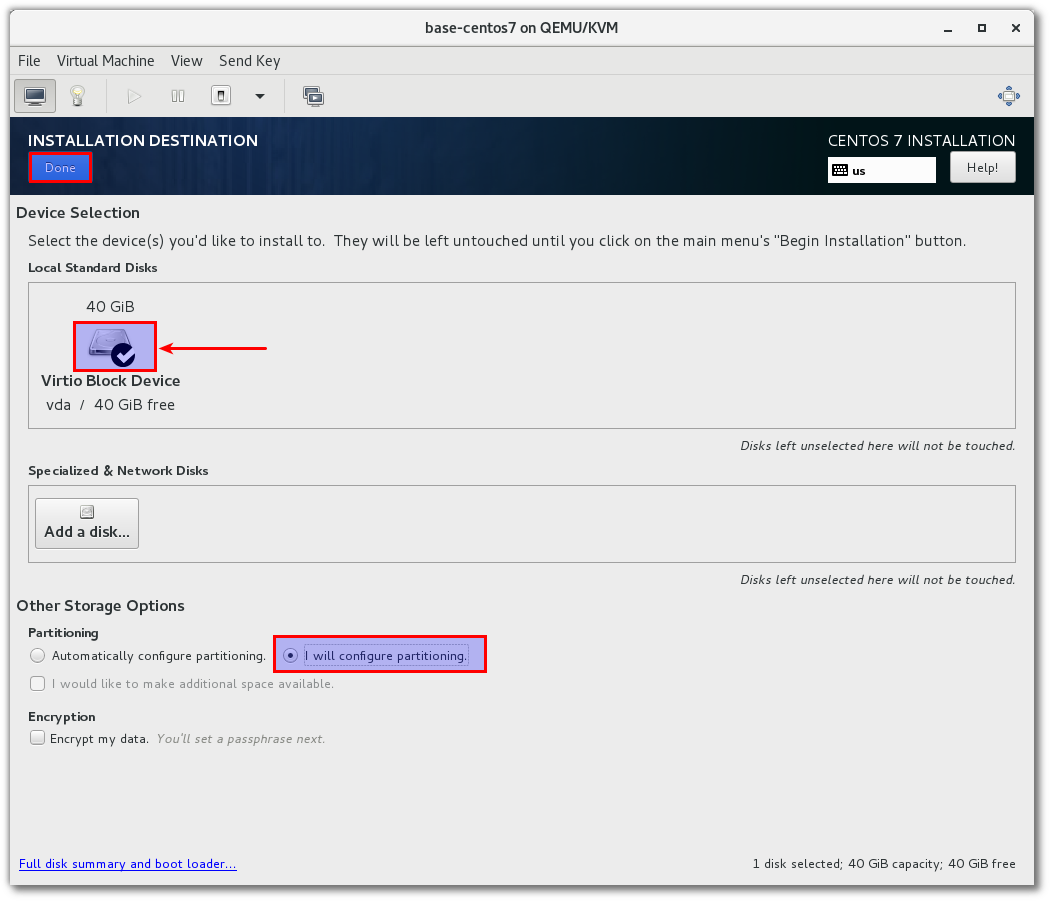 base-centos7 on QEMU/KVM
File Virtual Machine View Send Key
INSTALLATION DESTINATION
CENTOS 7 INSTALLATION
Done
us
Help!
Device Selection
Select the device(s) you'd like to install to. They will be left untouched until you click on the main menu's "Begin Installation" button.
Local Standard Disks
40 GiB
Virtio Block Device
vda / 40 GiB free
Disks left unselected here will not be touched.
Specialized & Network Disks
Add a disk...
Disks left unselected here will not be touched.
Other Storage Options
Partitioning
Automatically configure partitioning. I will configure partitioning.
I would like to make additional space available.
Encryption
Encrypt my data. You'll set a passphrase next.
Full disk summary and boot loader...
1 disk selected; 40 GiB capacity; 40 GiB free